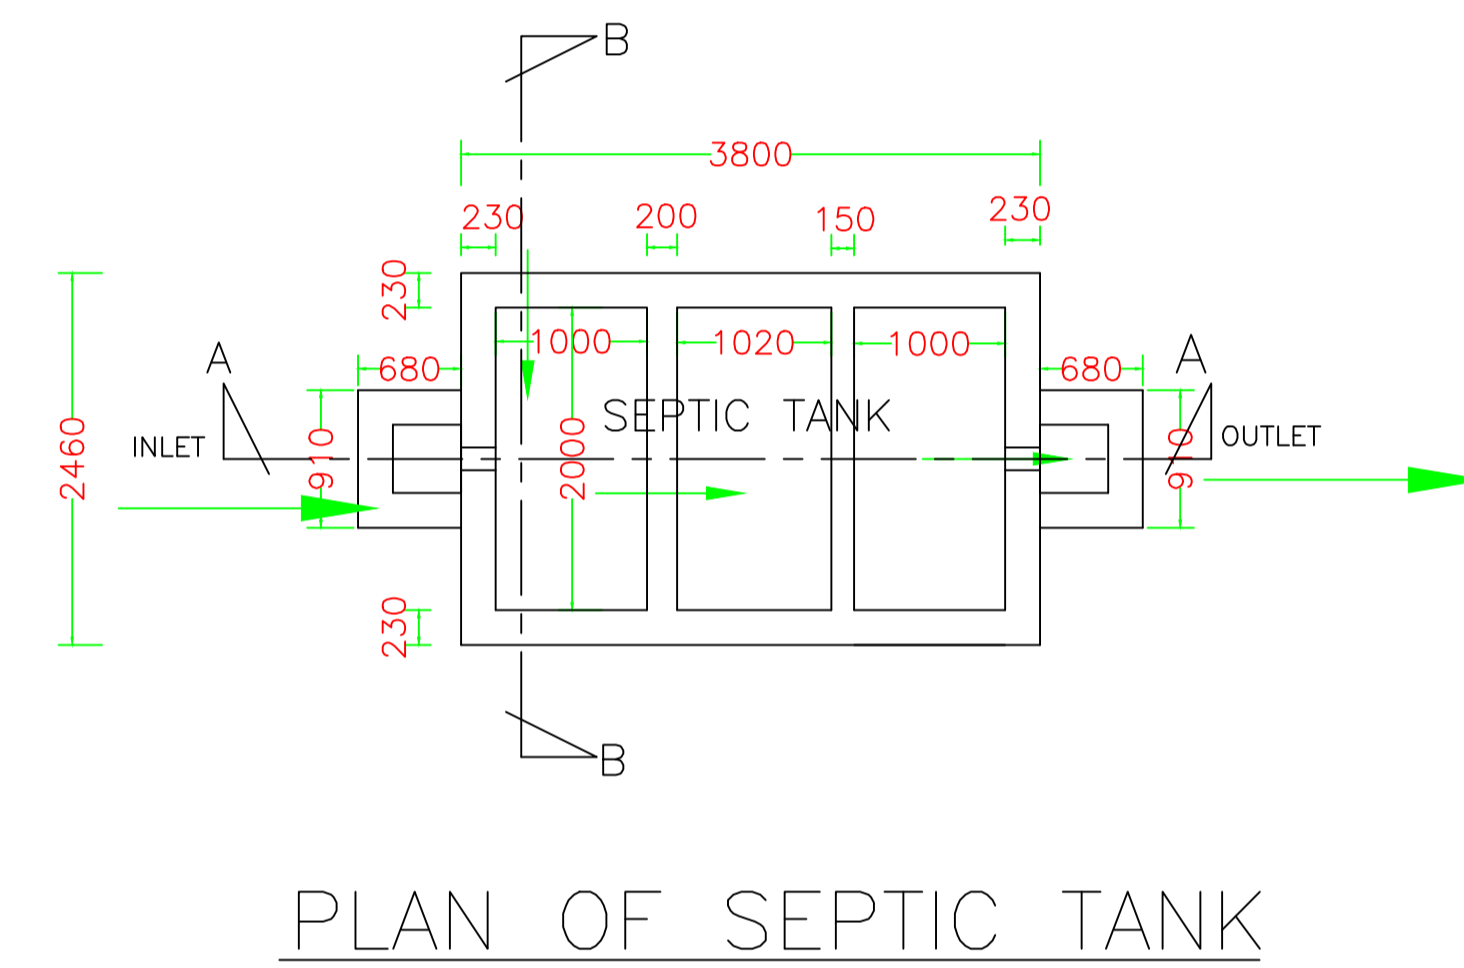 B
3800
230 200 150 230
230
1000 1020 1000
A A
680 680
SEPTIC TANK
INLET OUTLET
2460 910 2000 910
230
B
PLAN OF SEPTIC TANK